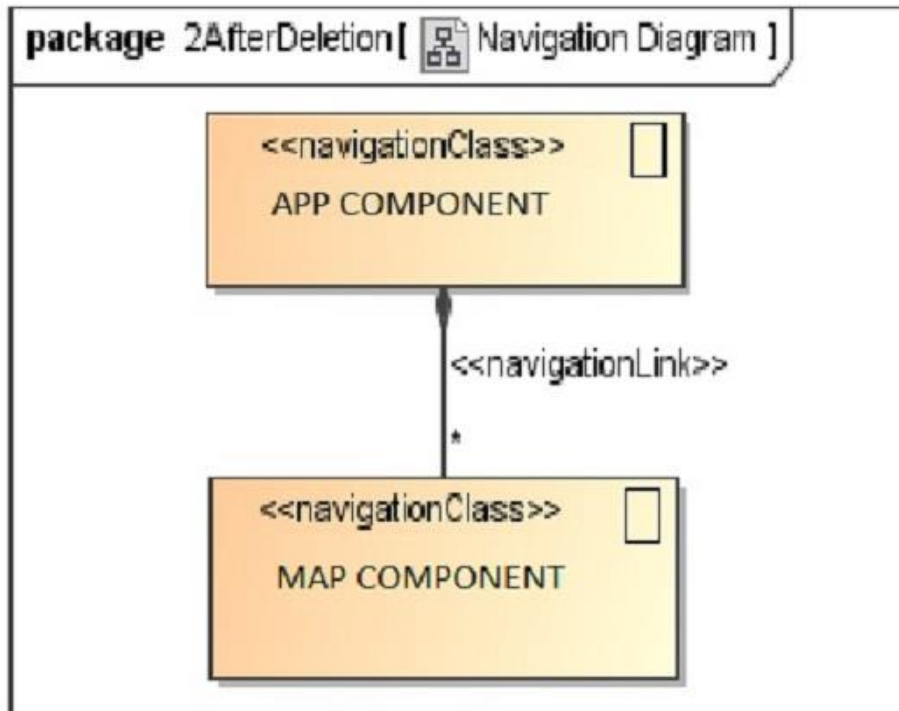 package 2AfterDeletion[ Navigation Diagram ]
<<navigationClass>>
APP COMPONENT
<<navigationLink>>
*
<<navigationClass>>
MAP COMPONENT